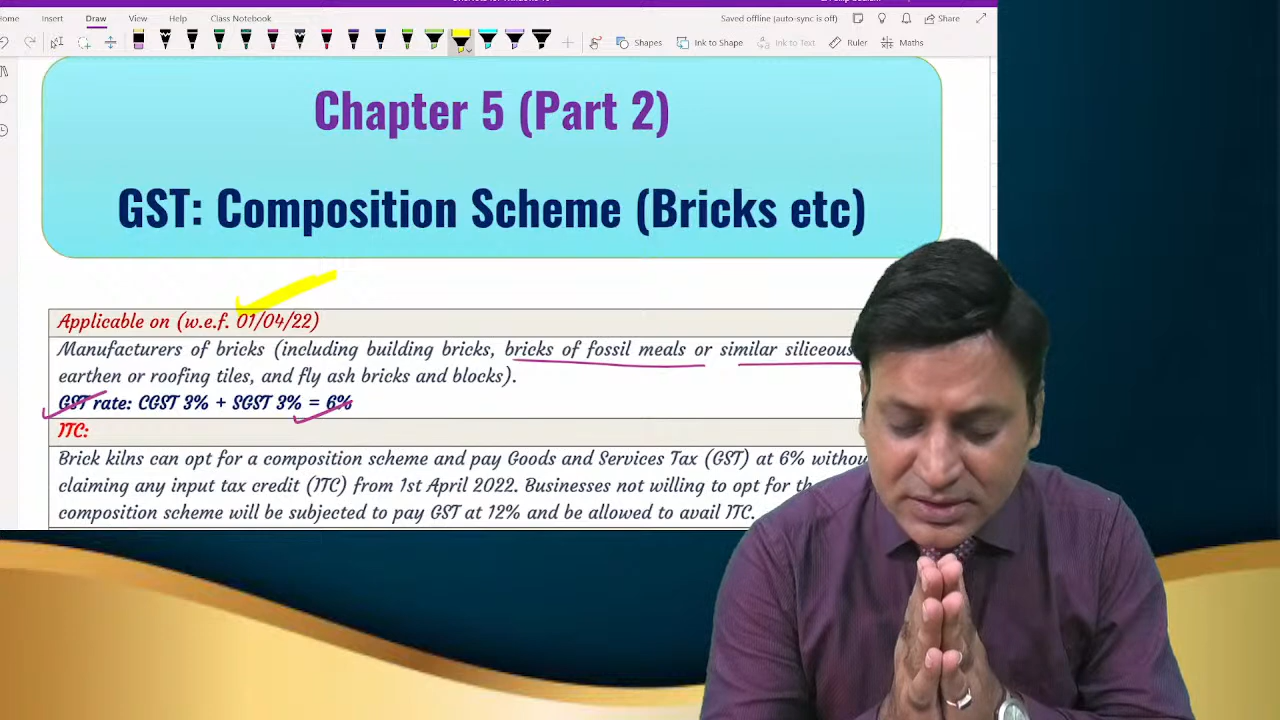 ome Insert Draw View Help Class Notebook Saved offline (auto-sync is off) Share
Shapes Ink to Shape Ink to Text Ruler Maths
Chapter 5 (Part 2)
GST: Composition Scheme (Bricks etc)
Applicable on (w.e.f. 01/04/22)
Manufacturers of bricks (including building bricks, bricks of fossil meals or similar siliceous
earthen or roofing tiles, and fly ash bricks and blocks).
GST rate: CGST 3% + SGST 3% = 6%
ITC:
Brick kilns can opt for a composition scheme and pay Goods and Services Tax (GST) at 6% withou
claiming any input tax credit (ITC) from 1st April 2022. Businesses not willing to opt for th
composition scheme will be subjected to pay GST at 12% and be allowed to avail ITC.